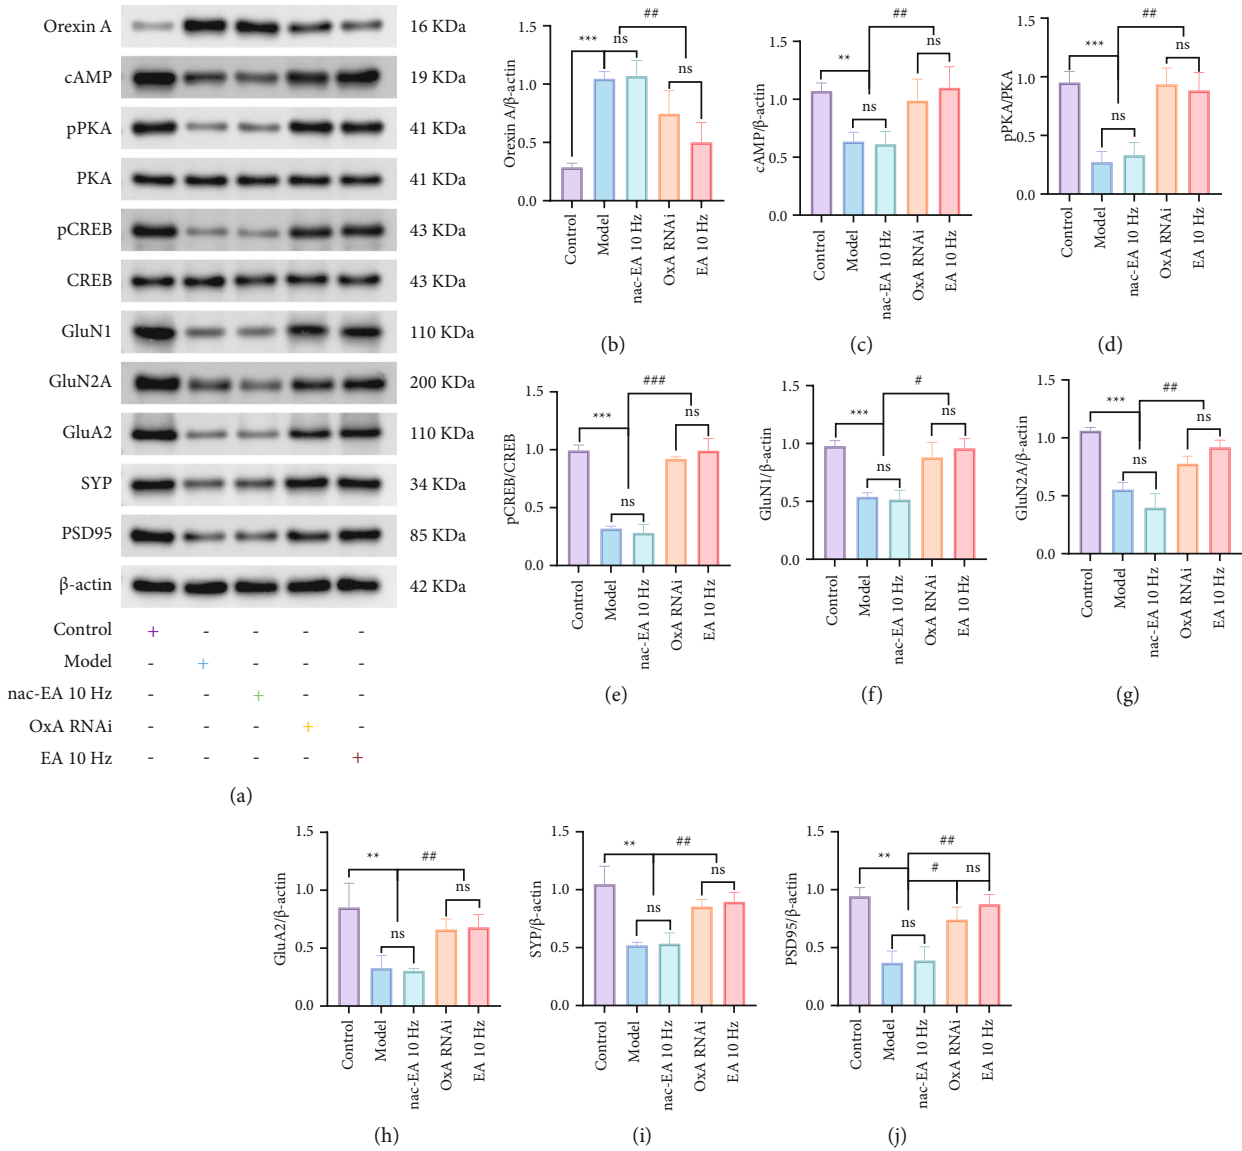 Orexin A 16 KDa
cAMP 19 KDa
pPKA 41 KDa
PKA 41 KDa
pCREB 43 KDa
CREB 43 KDa
GluN1 110 KDa
GluN2A 200 KDa
GluA2 110 KDa
SYP 34 KDa
PSD95 85 KDa
β-actin 42 KDa
Control + - - - -
Model - + - - -
nac-EA 10 Hz - - + - -
OxA RNAi - - - + -
EA 10 Hz - - - - +
(a)
Orexin A/β-actin
1.5
1.0
0.5
0.0
***
ns
##
ns
Control
Model
nac-EA 10 Hz
OxA RNAi
EA 10 Hz
(b)
cAMP/β-actin
1.5
1.0
0.5
0.0
**
##
ns
ns
Control
Model
nac-EA 10 Hz
OxA RNAi
EA 10 Hz
(c)
pPKA/PKA
1.5
1.0
0.5
0.0
***
##
ns
ns
Control
Model
nac-EA 10 Hz
OxA RNAi
EA 10 Hz
(d)
pCREB/CREB
1.5
1.0
0.5
0.0
***
###
ns
ns
Control
Model
nac-EA 10 Hz
OxA RNAi
EA 10 Hz
(e)
GluN1/β-actin
1.5
1.0
0.5
0.0
***
#
ns
ns
Control
Model
nac-EA 10 Hz
OxA RNAi
EA 10 Hz
(f)
GluN2A/β-actin
1.5
1.0
0.5
0.0
***
##
ns
ns
Control
Model
nac-EA 10 Hz
OxA RNAi
EA 10 Hz
(g)
GluA2/β-actin
1.5
1.0
0.5
0.0
**
##
ns
ns
Control
Model
nac-EA 10 Hz
OxA RNAi
EA 10 Hz
(h)
SYP/β-actin
1.5
1.0
0.5
0.0
**
##
ns
ns
Control
Model
nac-EA 10 Hz
OxA RNAi
EA 10 Hz
(i)
PSD95/β-actin
1.5
1.0
0.5
0.0
**
##
#
ns
ns
Control
Model
nac-EA 10 Hz
OxA RNAi
EA 10 Hz
(j)